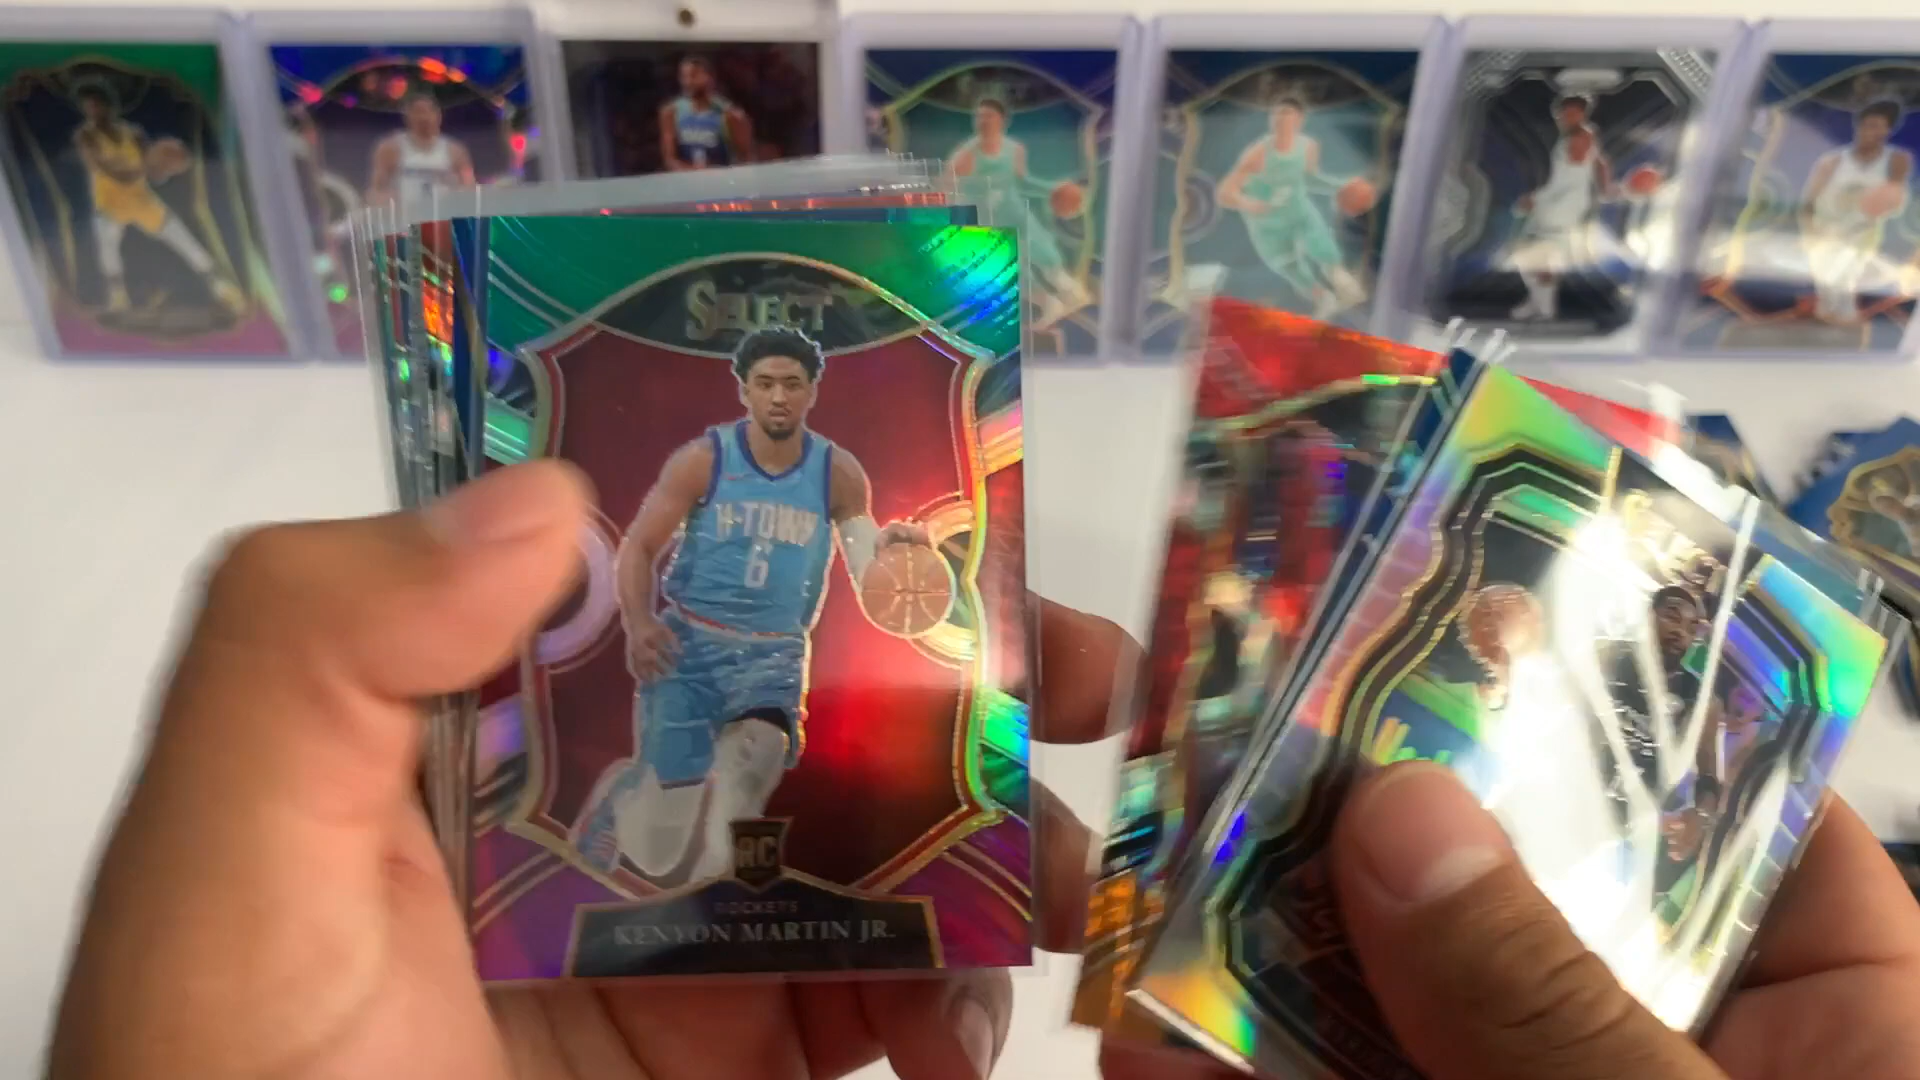 SELECT
H-TOWN
6
RC
ROCKETS
KENYON MARTIN JR.